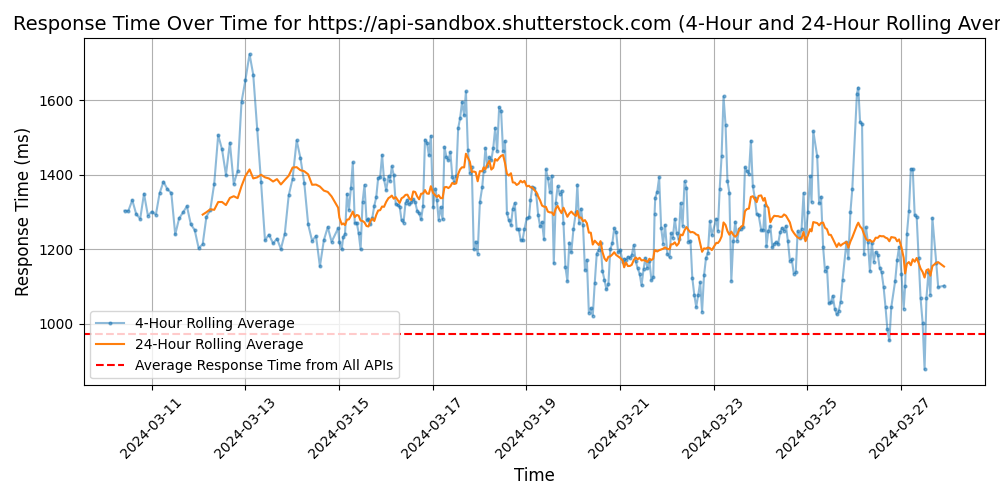 Response Time Over Time for https://api-sandbox.shutterstock.com (4-Hour and 24-Hour Rolling Aver
Response Time (ms)
1600
1400
1200
1000
4-Hour Rolling Average
24-Hour Rolling Average
Average Response Time from All APIs
2024-03-11
2024-03-13
2024-03-15
2024-03-17
2024-03-19
2024-03-21
2024-03-23
2024-03-25
2024-03-27
Time